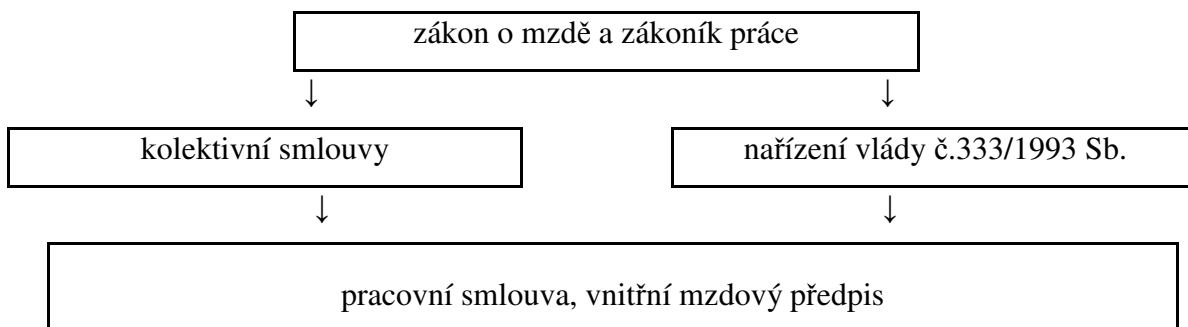 zákon o mzdě a zákoník práce
↓ ↓
kolektivní smlouvy nařízení vlády č.333/1993 Sb.
↓ ↓
pracovní smlouva, vnitřní mzdový předpis